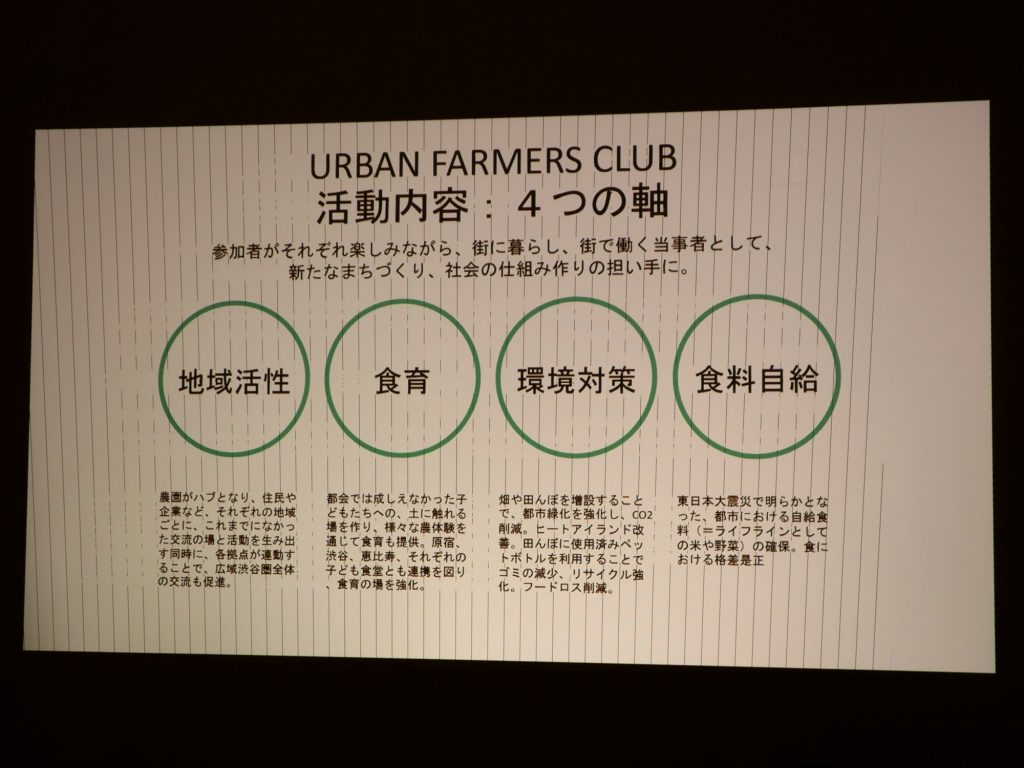 URBAN FARMERS CLUB
活動内容：４つの軸
参加者がそれぞれ楽しみながら、街に暮らし、街で働く当事者として、
新たなまちづくり、社会の仕組み作りの担い手に。
地域活性
食育
環境対策
食料自給
農園がハブとなり、住民や
企業など、それぞれの地域
ごとに、これまでになかっ
た交流の場と活動を生み出
す同時に、各拠点が連動す
ることで、広域渋谷圏全体
の交流も促進。
都会では成しえなかった子
どもたちへの、土に触れる
場を作り、様々な農体験を
通じて食育も提供。原宿、
渋谷、恵比寿、それぞれの
子ども食堂とも連携を図り
、食育の場を強化。
畑や田んぼを増設すること
で、都市緑化を強化し、CO2
削減。ヒートアイランド改
善。田んぼに使用済みペッ
トボトルを利用することで
ゴミの減少、リサイクル強
化。フードロス削減。
東日本大震災で明らかとな
った、都市における自給食
料（＝ライフラインとして
の米や野菜）の確保。食に
おける格差是正